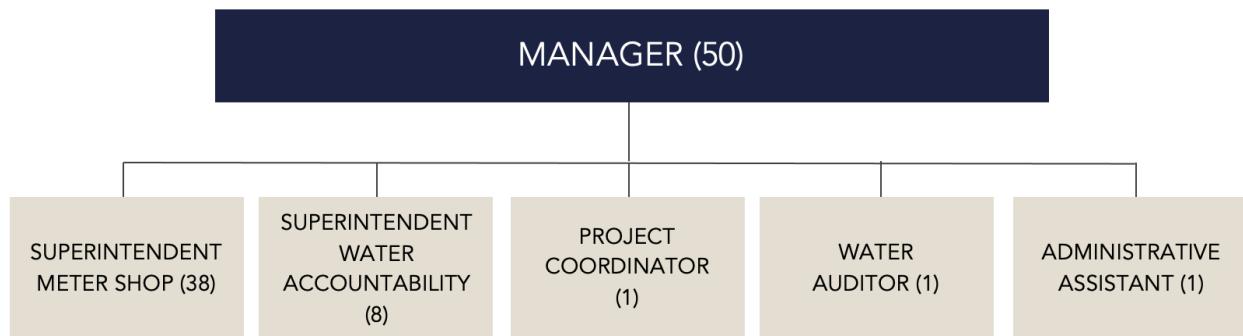 MANAGER (50)
SUPERINTENDENT
METER SHOP (38)
SUPERINTENDENT
WATER
ACCOUNTABILITY
(8)
PROJECT
COORDINATOR
(1)
WATER
AUDITOR (1)
ADMINISTRATIVE
ASSISTANT (1)